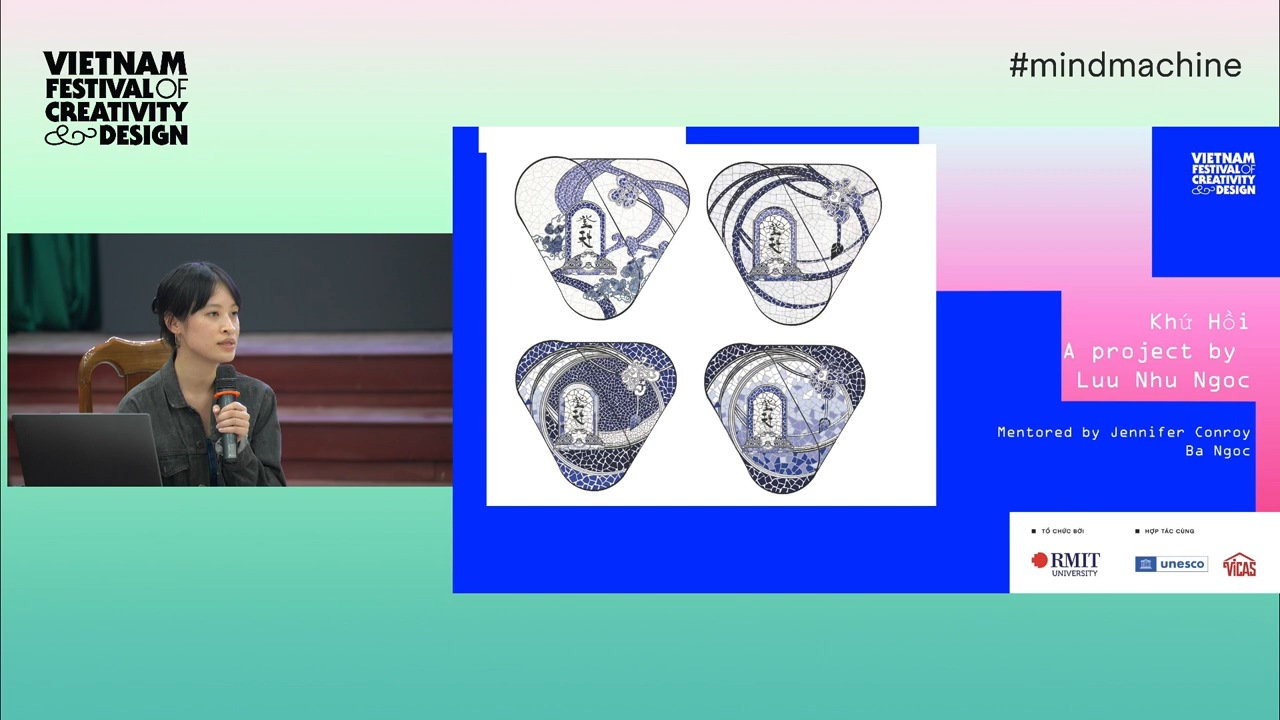 VIETNAM
FESTIVAL OF
CREATIVITY
& DESIGN
#mindmachine
VIETNAM
FESTIVAL OF
CREATIVITY
& DESIGN
Khứ Hồi
A project by
Luu Nhu Ngoc
Mentored by Jennifer Conroy
Ba Ngoc
TỔ CHỨC BỞI
HỢP TÁC CÙNG
RMIT
UNIVERSITY
unesco
VICAS